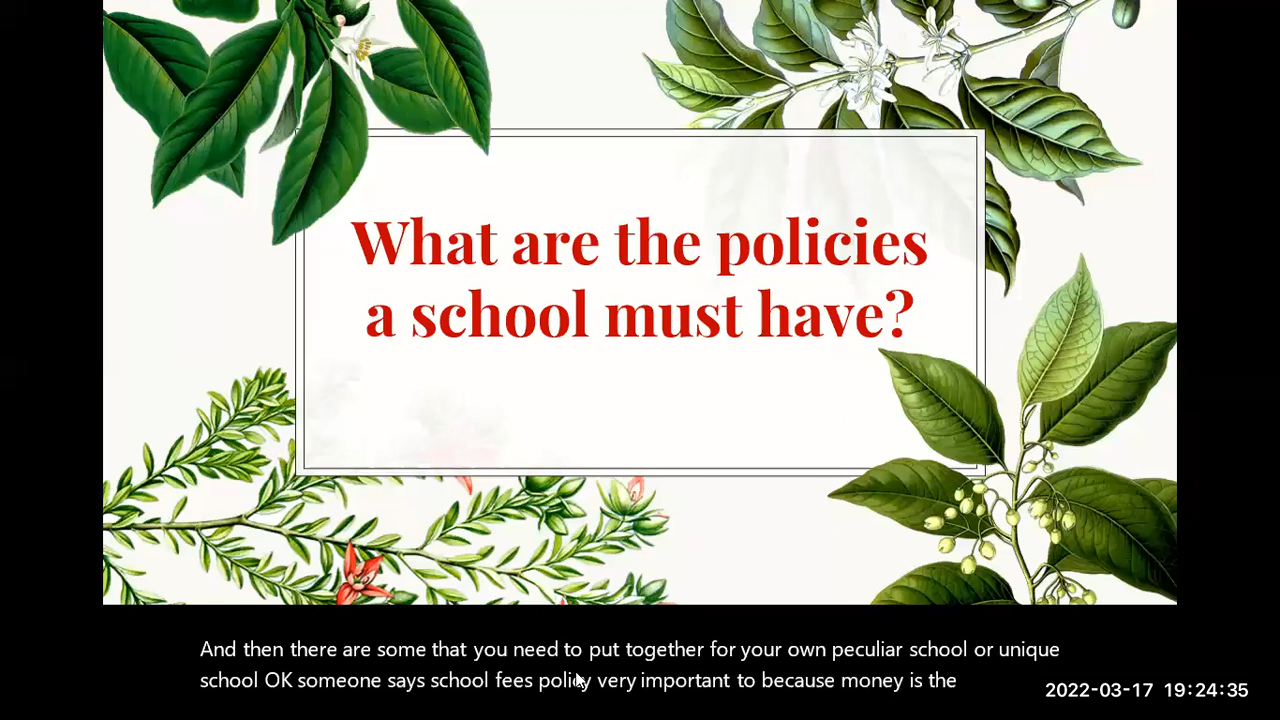 What are the policies
a school must have?
And then there are some that you need to put together for your own peculiar school or unique
school OK someone says school fees policy very important to because money is the
2022-03-17 19:24:35